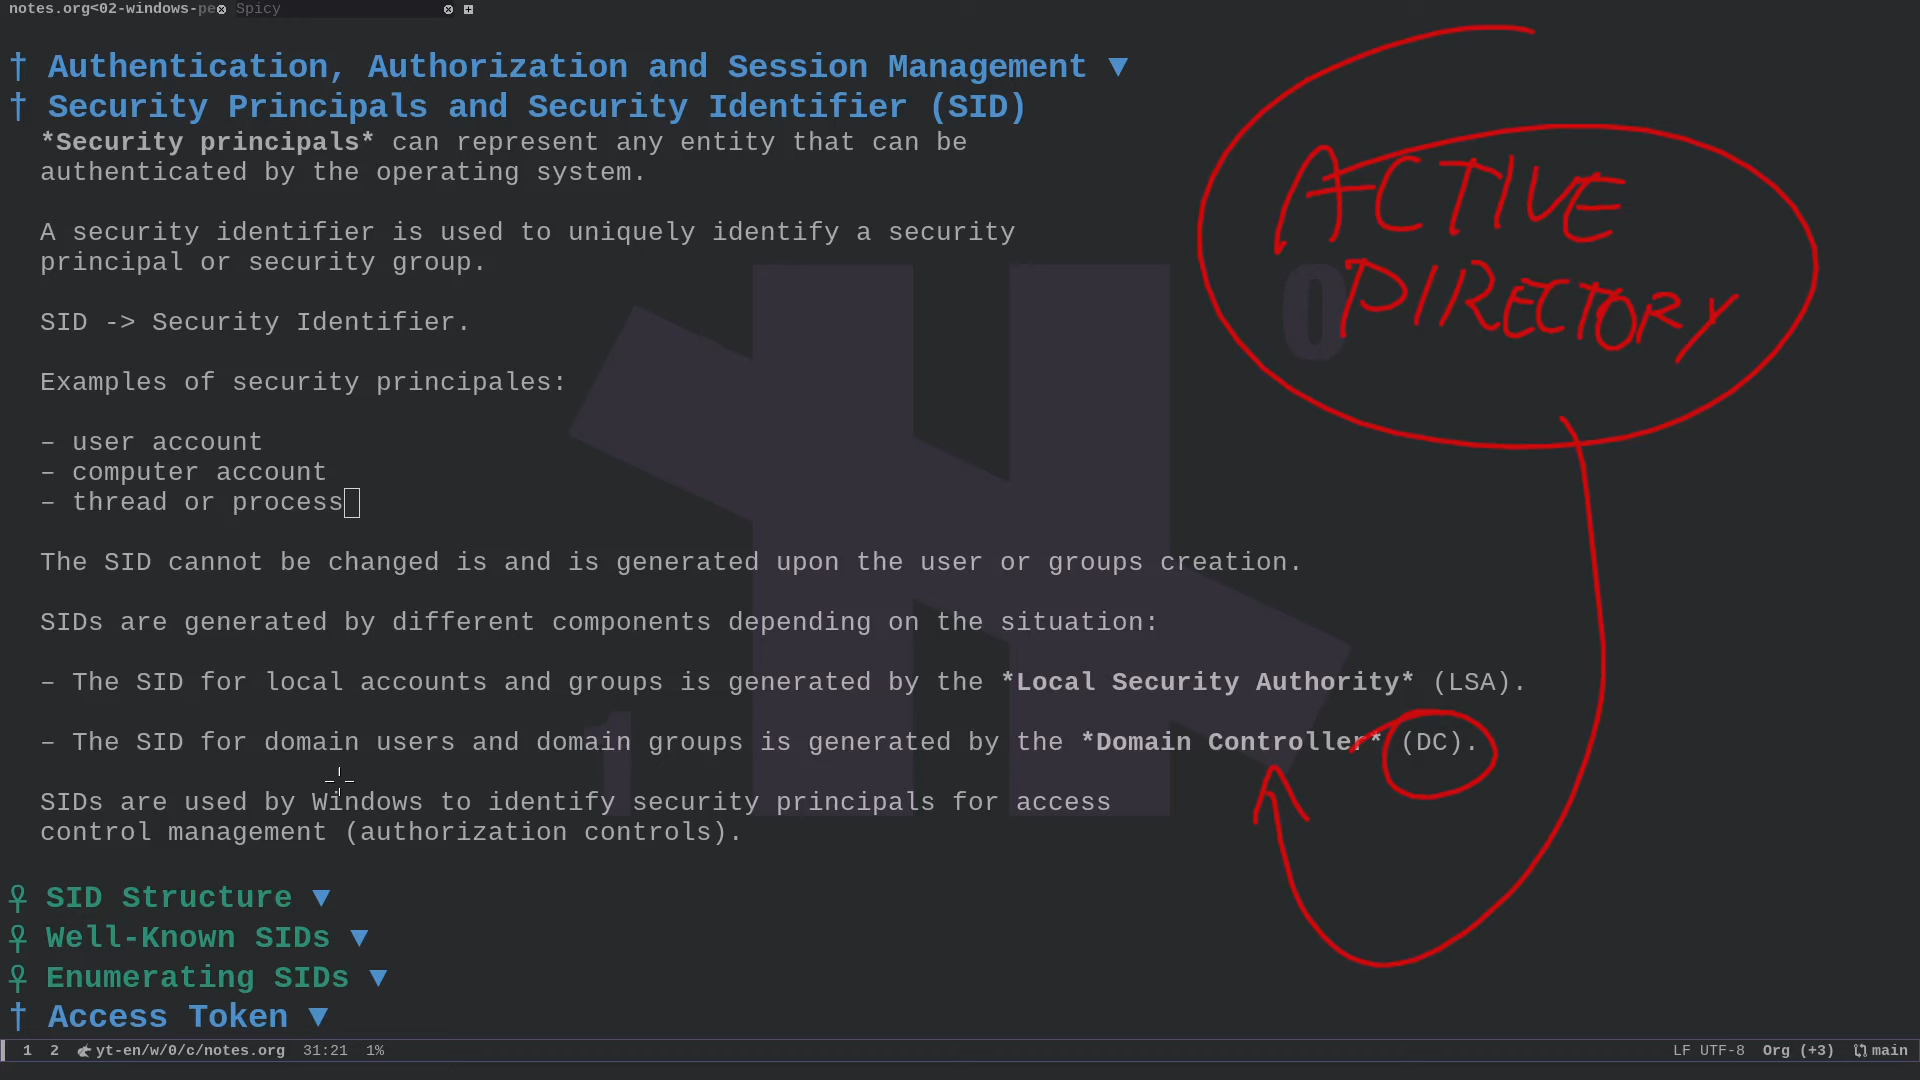 notes.org<02-windows-pe Spicy
† Authentication, Authorization and Session Management ▼
† Security Principals and Security Identifier (SID)
*Security principals* can represent any entity that can be
authenticated by the operating system.
A security identifier is used to uniquely identify a security
principal or security group.
SID -> Security Identifier.
Examples of security principales:
– user account
– computer account
– thread or process
The SID cannot be changed is and is generated upon the user or groups creation.
SIDs are generated by different components depending on the situation:
– The SID for local accounts and groups is generated by the *Local Security Authority* (LSA).
– The SID for domain users and domain groups is generated by the *Domain Controller* (DC).
SIDs are used by Windows to identify security principals for access
control management (authorization controls).
SID Structure ▼
Well-Known SIDs ▼
Enumerating SIDs ▼
† Access Token ▼
ACTIVE
DIRECTORY
0
1
1 2 yt-en/w/0/c/notes.org 31:21 1% LF UTF-8 Org (+3) main